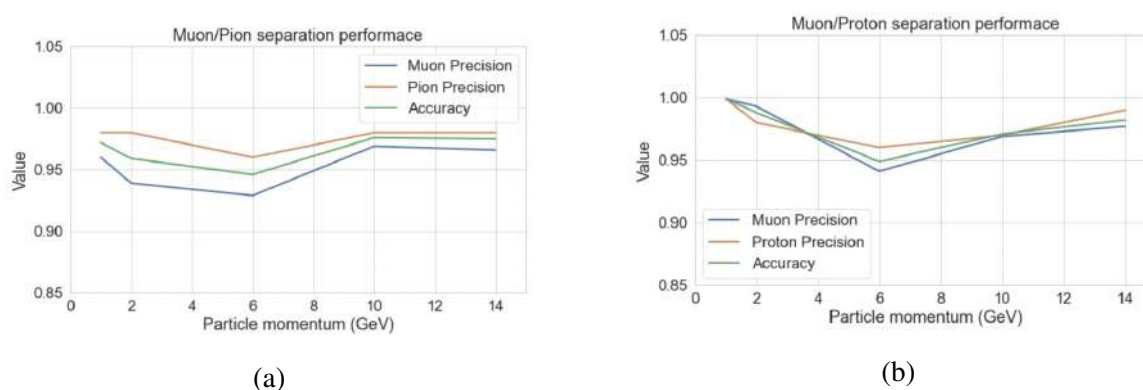 Muon/Pion separation performace
1.05
1.00
0.95
0.90
0.85
Value
0 2 4 6 8 10 12 14
Particle momentum (GeV)
Muon Precision
Pion Precision
Accuracy
(a)
Muon/Proton separation performace
1.05
1.00
0.95
0.90
0.85
Value
0 2 4 6 8 10 12 14
Particle momentum (GeV)
Muon Precision
Proton Precision
Accuracy
(b)